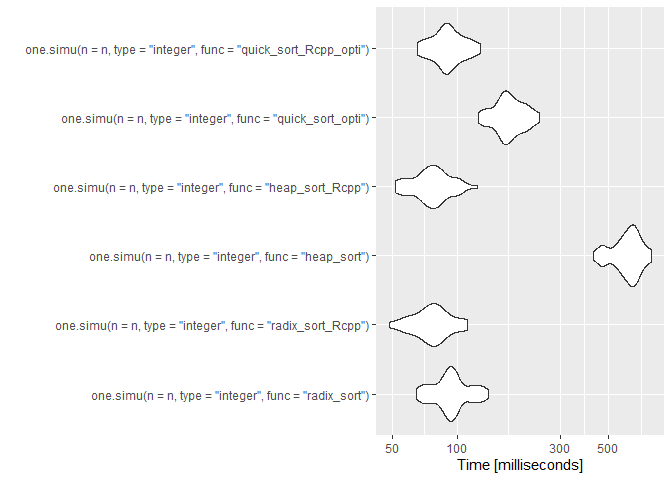 one.simu(n = n, type = "integer", func = "quick_sort_Rcpp_opti")
one.simu(n = n, type = "integer", func = "quick_sort_opti")
one.simu(n = n, type = "integer", func = "heap_sort_Rcpp")
one.simu(n = n, type = "integer", func = "heap_sort")
one.simu(n = n, type = "integer", func = "radix_sort_Rcpp")
one.simu(n = n, type = "integer", func = "radix_sort")
50 100 300 500
Time [milliseconds]